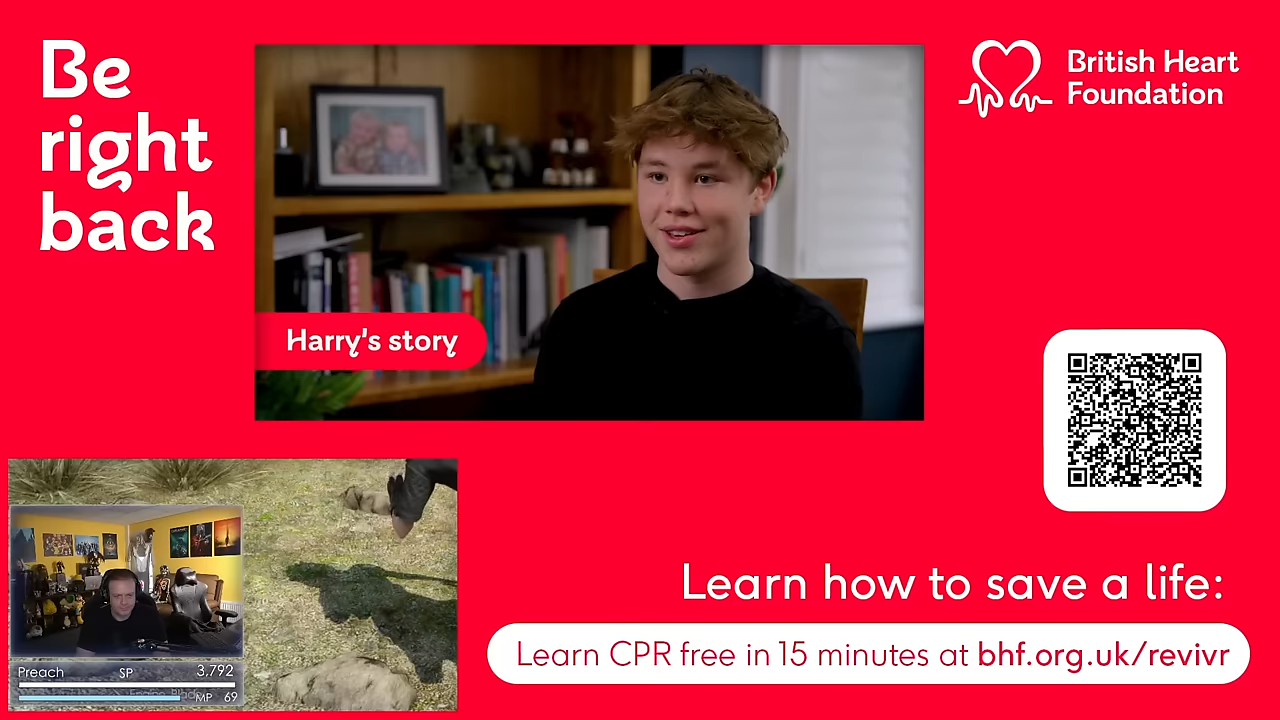 Be
right
back
British Heart
Foundation
Harry's story
Learn how to save a life:
Learn CPR free in 15 minutes at bhf.org.uk/revivr
Preach SP 3,792
MP 69